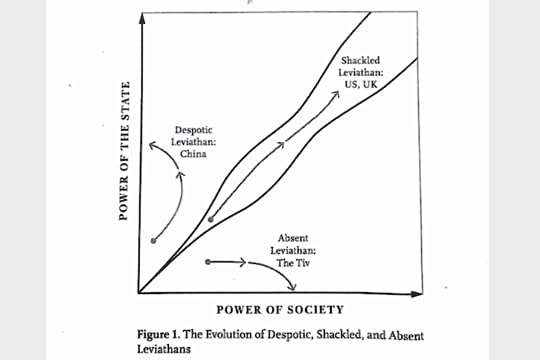 Shackled
Leviathan:
US, UK
Despotic
Leviathan:
China
POWER OF THE STATE
Absent
Leviathan:
The Tiv
POWER OF SOCIETY
Figure 1. The Evolution of Despotic, Shackled, and Absent
Leviathans